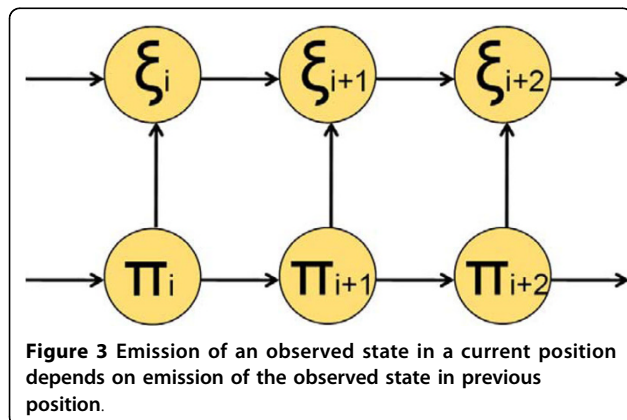 ξi ξi+1 ξi+2
πi πi+1 πi+2
Figure 3 Emission of an observed state in a current position
depends on emission of the observed state in previous
position.